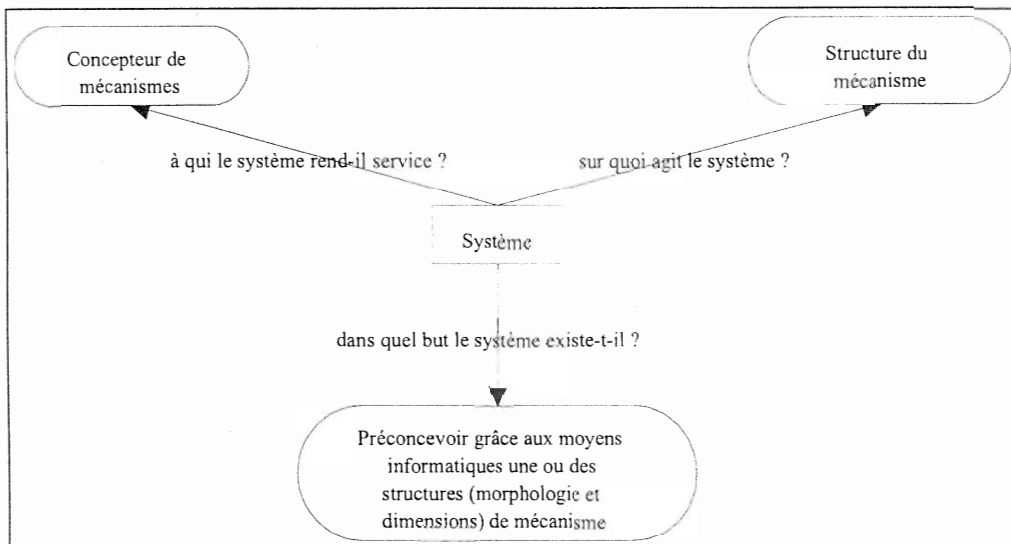 Concepteur de
mécanismes
Structure du
mécanisme
à qui le système rend-il service ?
sur quoi agit le système ?
Système
dans quel but le système existe-t-il ?
Préconcevoir grâce aux moyens
informatiques une ou des
structures (morphologie et
dimensions) de mécanisme